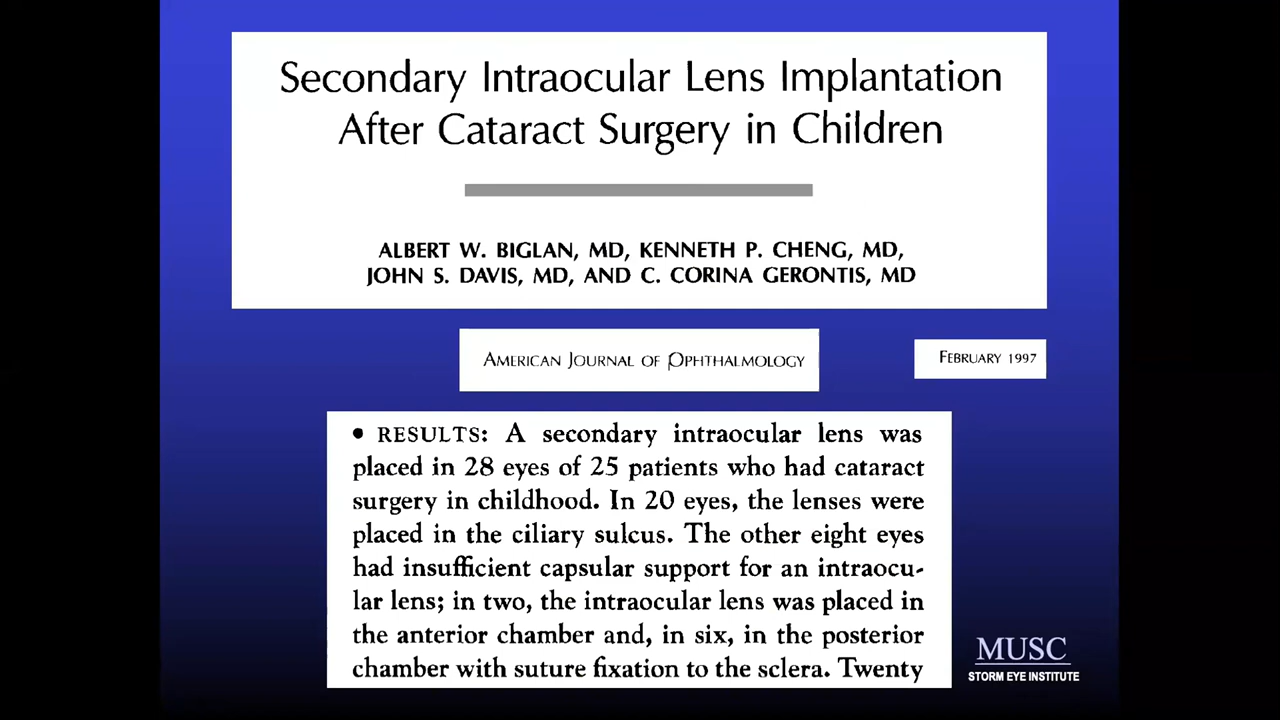 Secondary Intraocular Lens Implantation
After Cataract Surgery in Children
ALBERT W. BIGLAN, MD, KENNETH P. CHENG, MD,
JOHN S. DAVIS, MD, AND C. CORINA GERONTIS, MD
AMERICAN JOURNAL OF OPHTHALMOLOGY
FEBRUARY 1997
• RESULTS: A secondary intraocular lens was
placed in 28 eyes of 25 patients who had cataract
surgery in childhood. In 20 eyes, the lenses were
placed in the ciliary sulcus. The other eight eyes
had insufficient capsular support for an intraocu-
lar lens; in two, the intraocular lens was placed in
the anterior chamber and, in six, in the posterior
chamber with suture fixation to the sclera. Twenty
MUSC
STORM EYE INSTITUTE